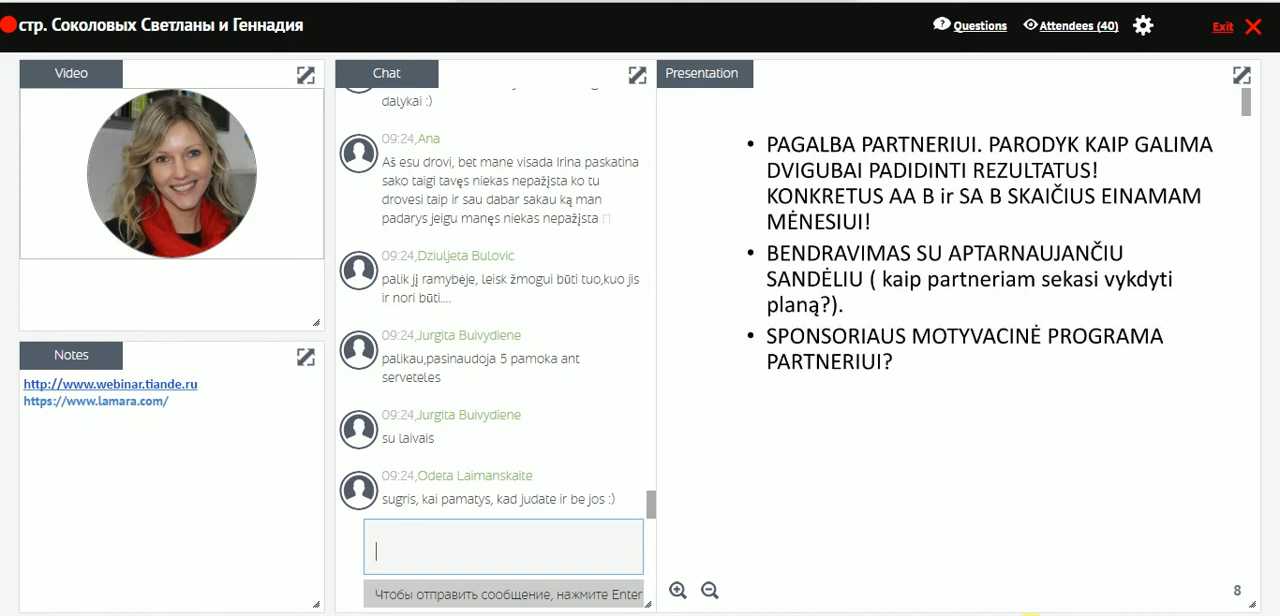 стр. Соколовых Светланы и Геннадия
Questions
Attendees (40)
Exit
Video
Notes
http://www.webinar.tiande.ru
https://www.lamara.com/
Chat
dalykai :)
09:24,Ana
Aš esu drovi, bet mane visada Irina paskatina
sako taigi tavęs niekas nepažįsta ko tu
drovesi taip ir sau dabar sakau ką man
padarys jeigu manęs niekas nepažįsta
09:24,Dziuljeta Bulovic
palik jį ramybėje, leisk žmogui būti tuo,kuo jis
ir nori būti....
09:24,Jurgita Buivydiene
palikau,pasinaudoja 5 pamoka ant
serveteles
09:24,Jurgita Buivydiene
su laivais
09:24,Odeta Laimanskaite
sugris, kai pamatys, kad judate ir be jos :)
Чтобы отправить сообщение, нажмите Enter
Presentation
• PAGALBA PARTNERIUI. PARODYK KAIP GALIMA
DVIGUBAI PADIDINTI REZULTATUS!
KONKRETUS AA B ir SA B SKAIČIUS EINAMAM
MĖNESIUI!
• BENDRAVIMAS SU APTARNAUJANČIU
SANDĖLIU ( kaip partneriam sekasi vykdyti
planą?).
• SPONSORIAUS MOTYVACINĖ PROGRAMA
PARTNERIUI?
8